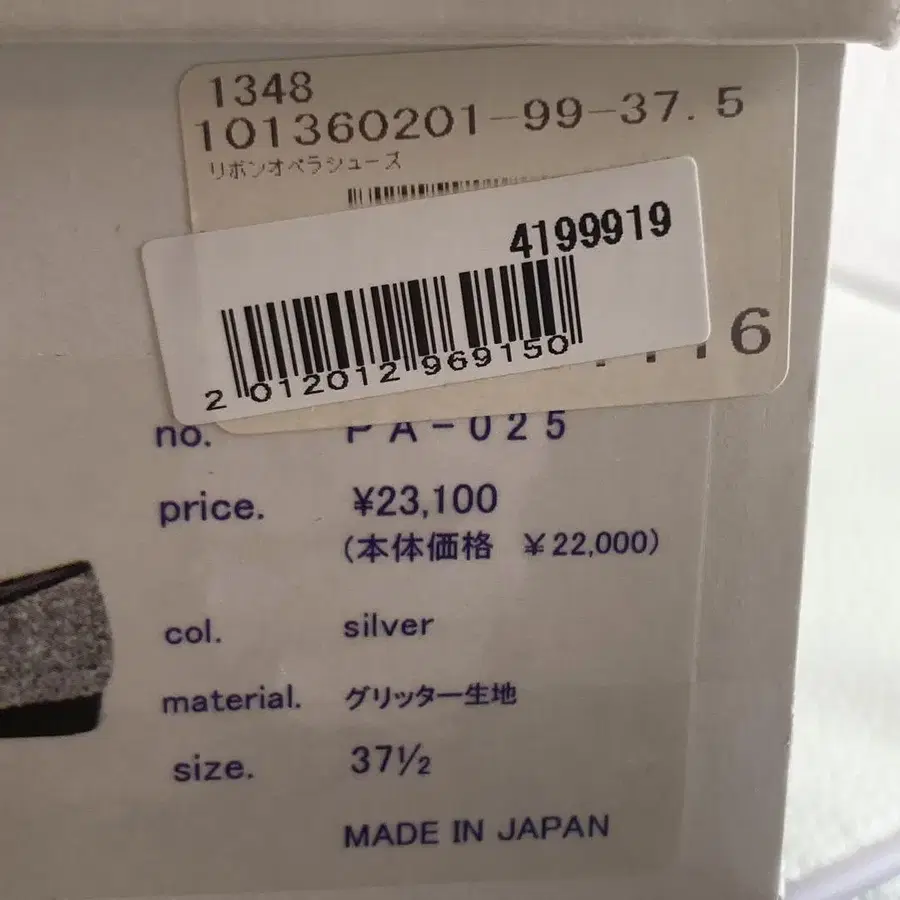 1348
101360201-99-37.5
リボンオペラシューズ
4199919
2 012012 969150
6
no. PA-025
price. ¥23,100
(本体価格 ¥22,000)
col. silver
material. グリッター生地
size. 37½
MADE IN JAPAN